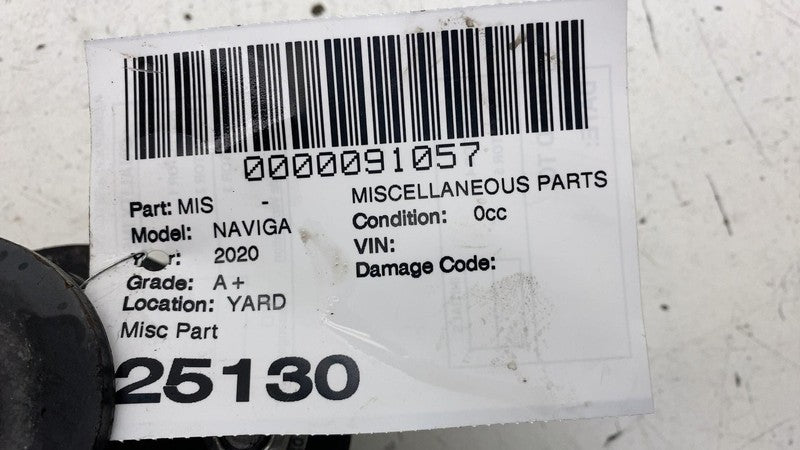 0000091057
Part: MIS - MISCELLANEOUS PARTS
Model: NAVIGA Condition: 0cc
2020 VIN:
Grade: A+ Damage Code:
Location: YARD
Misc Part
25130